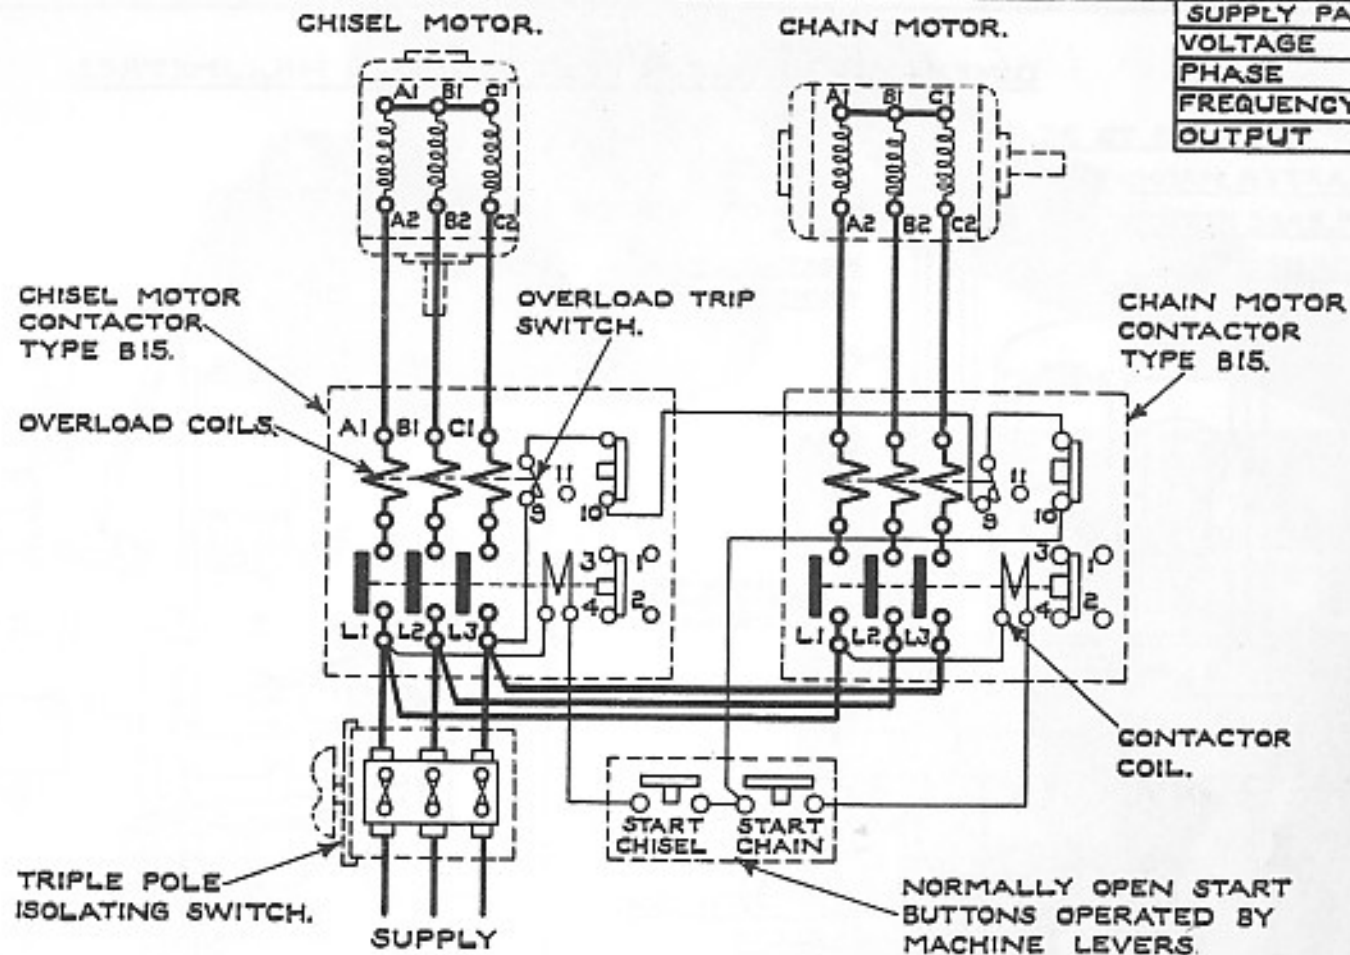 CHISEL MOTOR.
CHAIN MOTOR.
SUPPLY PA
VOLTAGE
PHASE
FREQUENCY
OUTPUT
A1 B1 C1
A2 B2 C2
A1 B1 C1
A2 B2 C2
CHISEL MOTOR
CONTACTOR
TYPE B15.
OVERLOAD TRIP
SWITCH.
CHAIN MOTOR
CONTACTOR
TYPE B15.
OVERLOAD COILS.
A1 B1 C1
11
9
10
3
1
4
2
L1 L2 L3
11
9
10
3
1
4
2
L1 L2 L3
CONTACTOR
COIL.
START
CHISEL
START
CHAIN
TRIPLE POLE
ISOLATING SWITCH.
SUPPLY
NORMALLY OPEN START
BUTTONS OPERATED BY
MACHINE LEVERS.